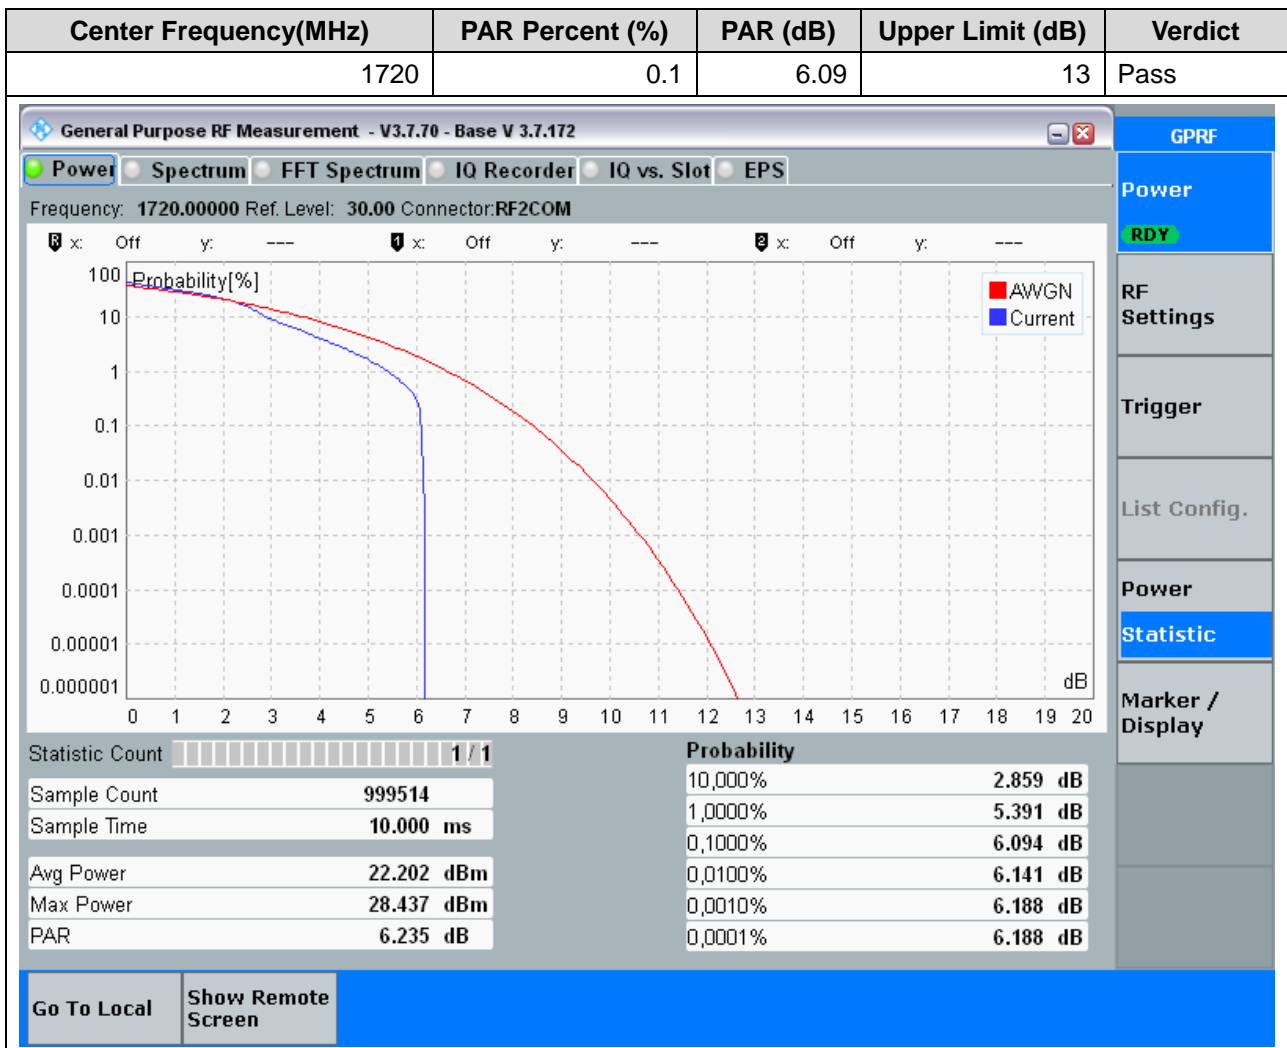 Center Frequency(MHz) PAR Percent (%) PAR (dB) Upper Limit (dB) Verdict
1720 0.1 6.09 13 Pass
General Purpose RF Measurement - V3.7.70 - Base V 3.7.172
GPRF
Power Spectrum FFT Spectrum IQ Recorder IQ vs. Slot EPS
Power
RDY
Frequency: 1720.00000 Ref. Level: 30.00 Connector:RF2COM
R x: Off y: --- 1 x: Off y: --- 2 x: Off y: ---
Probability[%]
AWGN
Current
100
10
1
0.1
0.01
0.001
0.0001
0.00001
0.000001
dB
0 1 2 3 4 5 6 7 8 9 10 11 12 13 14 15 16 17 18 19 20
RF
Settings
Trigger
List Config.
Power
Statistic
Marker /
Display
Statistic Count 1 / 1
Sample Count 999514
Sample Time 10.000 ms
Avg Power 22.202 dBm
Max Power 28.437 dBm
PAR 6.235 dB
Probability
10,000% 2.859 dB
1,0000% 5.391 dB
0,1000% 6.094 dB
0,0100% 6.141 dB
0,0010% 6.188 dB
0,0001% 6.188 dB
Go To Local
Show Remote
Screen